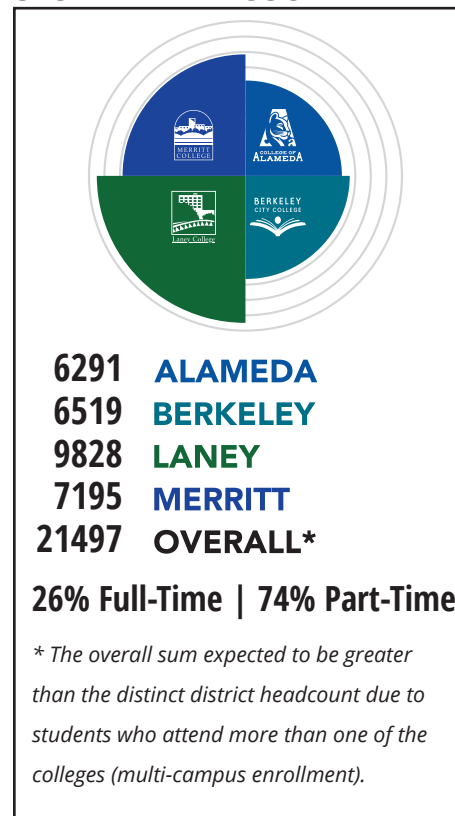 MERRITT
COLLEGE
COLLEGE OF
ALAMEDA
Laney College
BERKELEY
CITY COLLEGE
6291 ALAMEDA
6519 BERKELEY
9828 LANEY
7195 MERRITT
21497 OVERALL*
26% Full-Time | 74% Part-Time
* The overall sum expected to be greater
than the distinct district headcount due to
students who attend more than one of the
colleges (multi-campus enrollment).